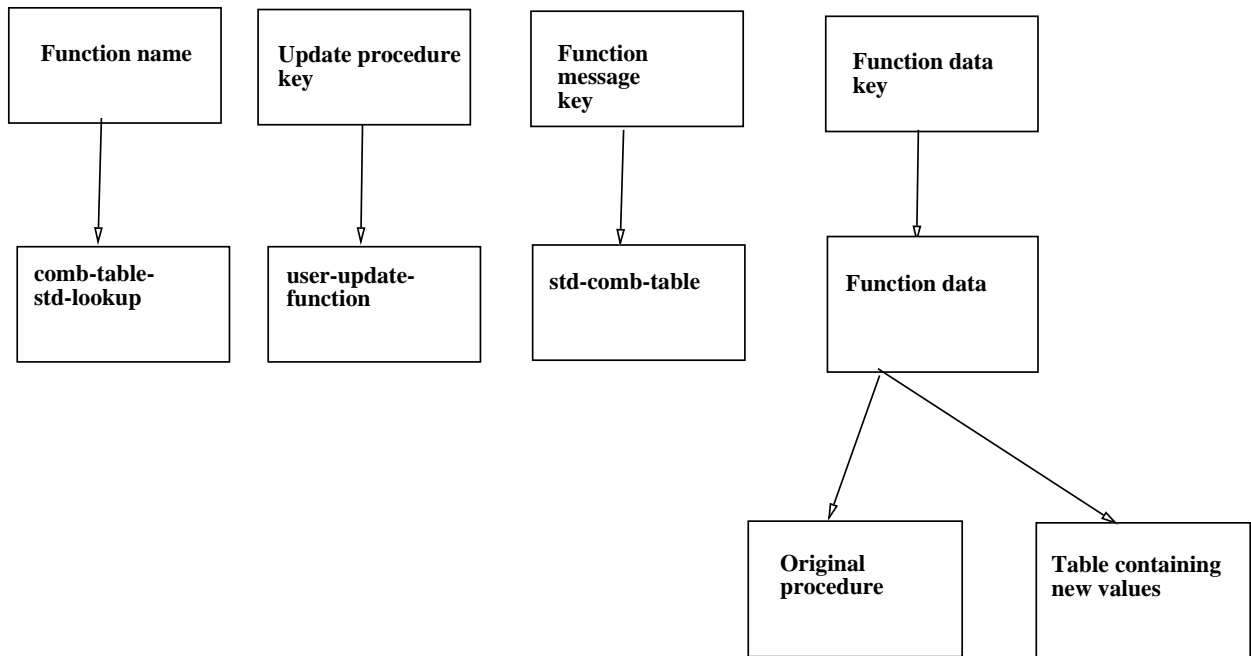 Function name
Update procedure
key
Function
message
key
Function data
key
comb-table-
std-lookup
user-update-
function
std-comb-table
Function data
Original
procedure
Table containing
new values